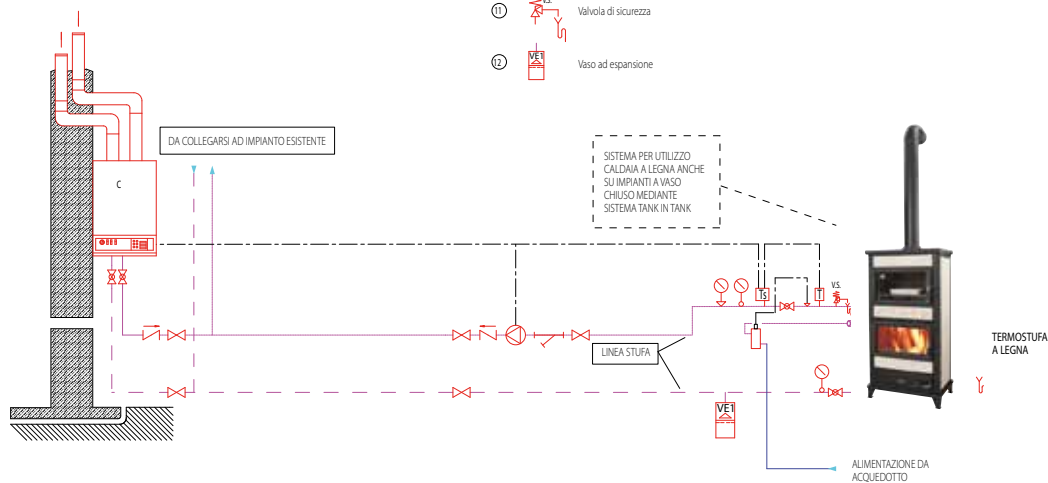 11
V.S.
Valvola di sicurezza
12
VE1
Vaso ad espansione
DA COLLEGARSI AD IMPIANTO ESISTENTE
SISTEMA PER UTILIZZO
CALDAIA A LEGNA ANCHE
SU IMPIANTI A VASO
CHIUSO MEDIANTE
SISTEMA TANK IN TANK
C
Ts
T
V.S.
TERMOSTUFA
A LEGNA
LINEA STUFA
VE1
ALIMENTAZIONE DA
ACQUEDOTTO